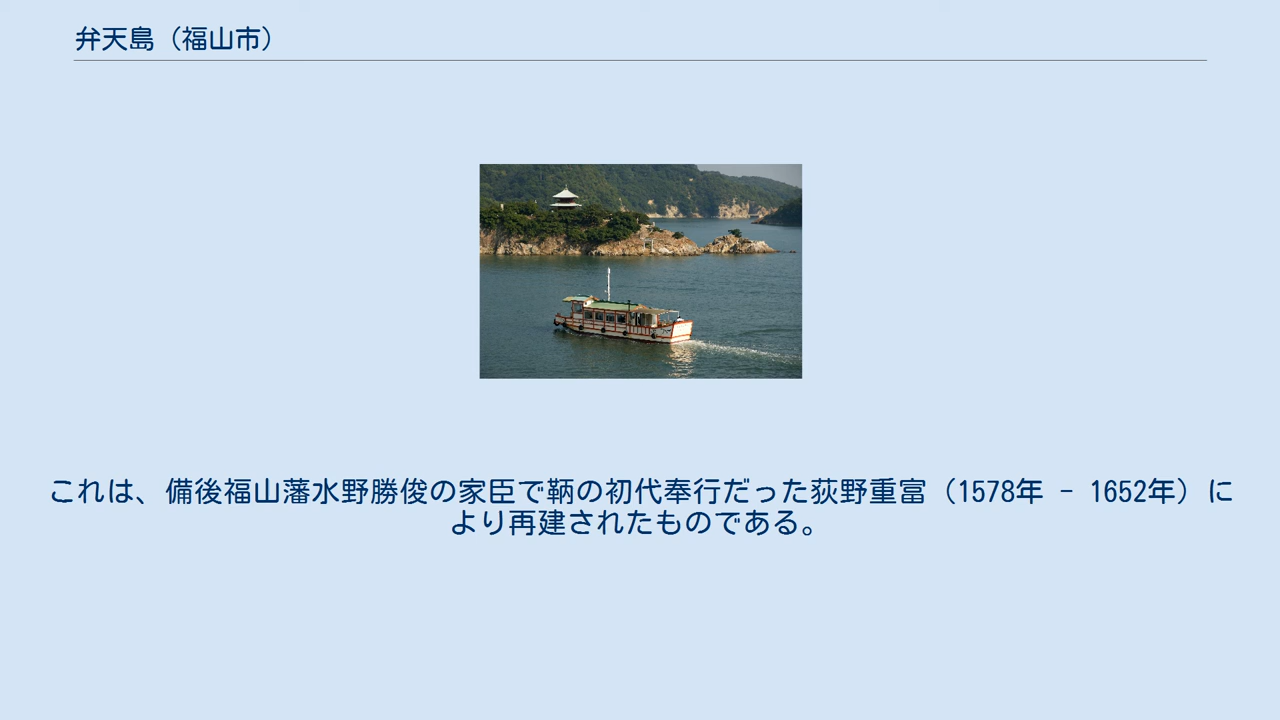 弁天島（福山市）
これは、備後福山藩水野勝俊の家臣で鞆の初代奉行だった荻野重富（1578年 - 1652年）に
より再建されたものである。